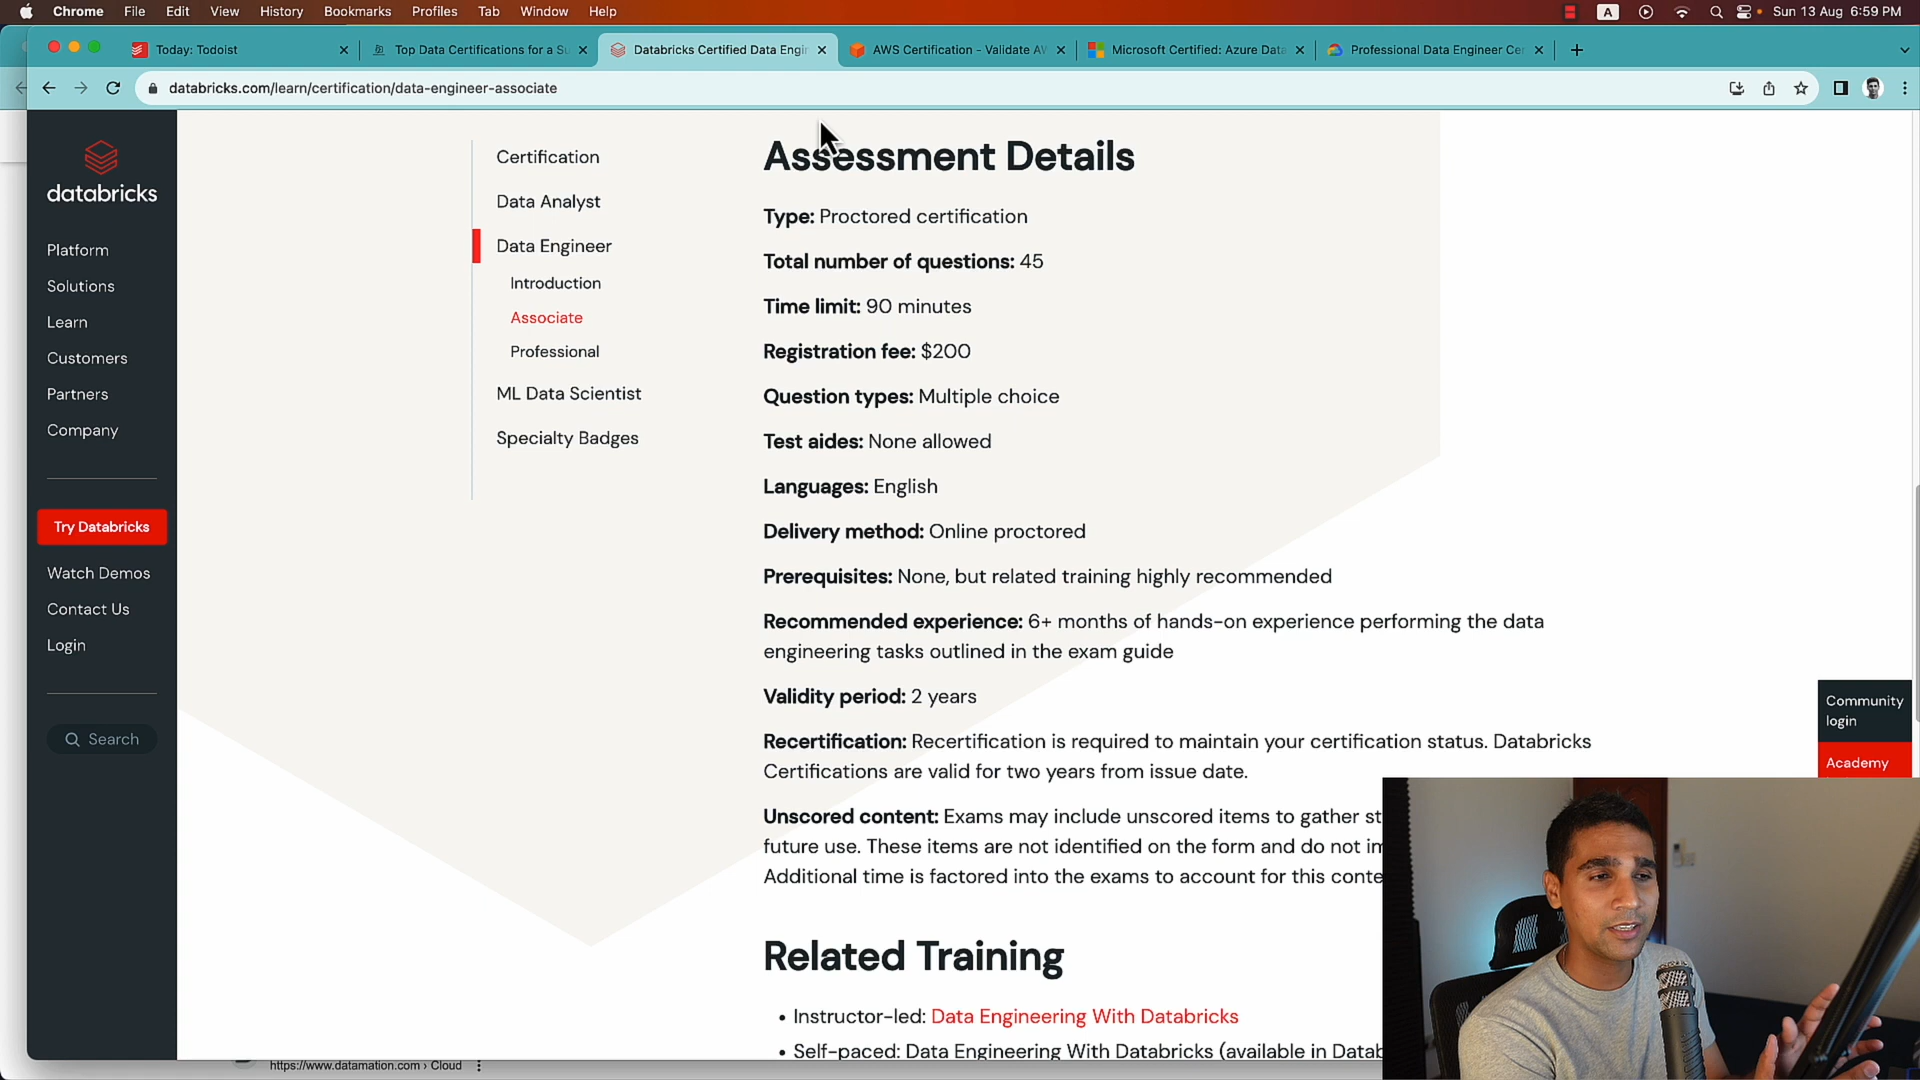 Chrome File Edit View History Bookmarks Profiles Tab Window Help
A Sun 13 Aug 6:59 PM
Today: Todoist
Top Data Certifications for a Su
Databricks Certified Data Engin
AWS Certification - Validate AW
Microsoft Certified: Azure Data
Professional Data Engineer Cer
databricks.com/learn/certification/data-engineer-associate
databricks
Platform
Solutions
Learn
Customers
Partners
Company
Try Databricks
Watch Demos
Contact Us
Login
Search
Certification
Data Analyst
Data Engineer
Introduction
Associate
Professional
ML Data Scientist
Specialty Badges
Assessment Details
Type: Proctored certification
Total number of questions: 45
Time limit: 90 minutes
Registration fee: $200
Question types: Multiple choice
Test aides: None allowed
Languages: English
Delivery method: Online proctored
Prerequisites: None, but related training highly recommended
Recommended experience: 6+ months of hands-on experience performing the data
engineering tasks outlined in the exam guide
Validity period: 2 years
Recertification: Recertification is required to maintain your certification status. Databricks
Certifications are valid for two years from issue date.
Unscored content: Exams may include unscored items to gather st
future use. These items are not identified on the form and do not im
Additional time is factored into the exams to account for this conte
Related Training
• Instructor-led: Data Engineering With Databricks
• Self-paced: Data Engineering With Databricks (available in Datab
Community
login
Academy
https://www.datamation.com › Cloud